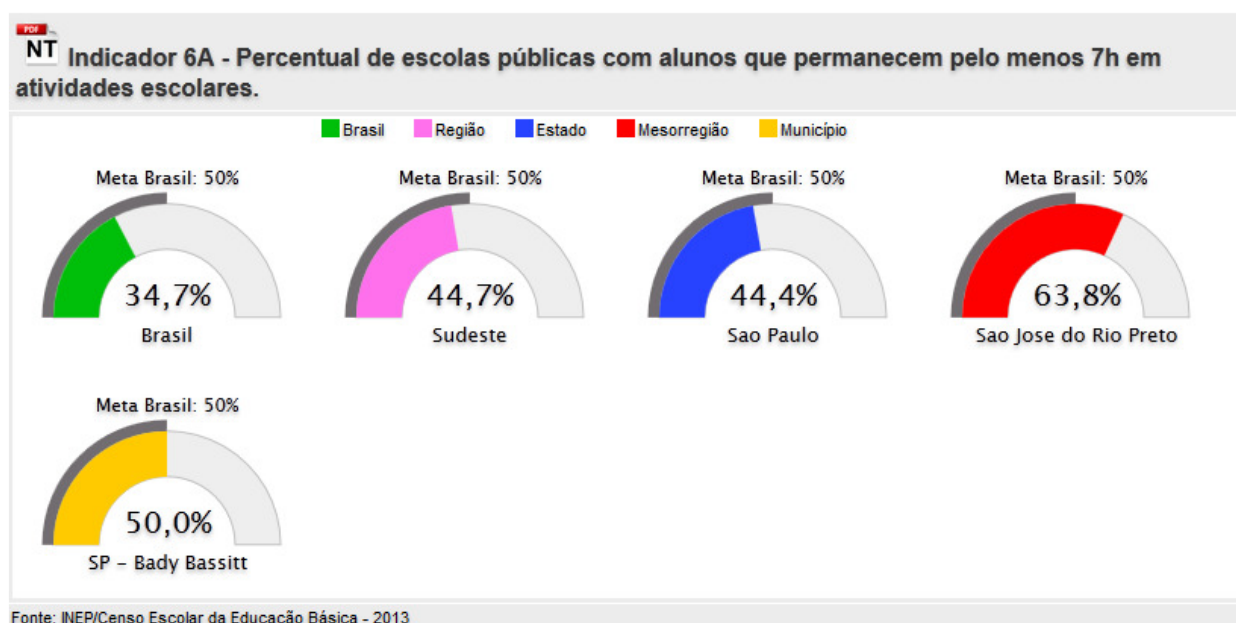 PDF
NT Indicador 6A - Percentual de escolas públicas com alunos que permanecem pelo menos 7h em
atividades escolares.
Brasil Região Estado Mesorregião Município
Meta Brasil: 50% Meta Brasil: 50% Meta Brasil: 50% Meta Brasil: 50%
34,7% 44,7% 44,4% 63,8%
Brasil Sudeste Sao Paulo Sao Jose do Rio Preto
Meta Brasil: 50%
50,0%
SP – Bady Bassitt
Fonte: INEP/Censo Escolar da Educação Básica - 2013